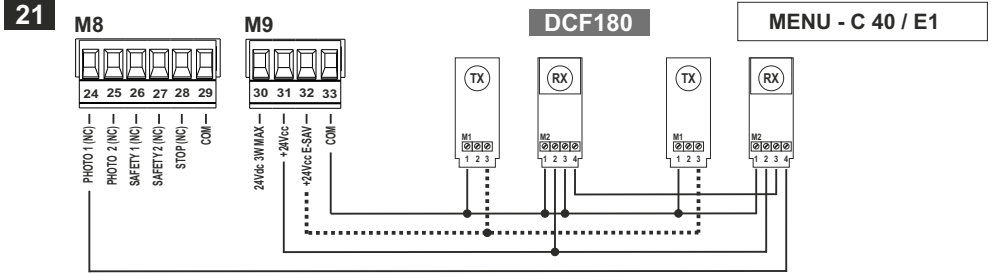 21
M8
M9
DCF180
MENU - C 40 / E1
24 25 26 27 28 29
30 31 32 33
PHOTO 1 (NC)
PHOTO 2 (NC)
SAFETY 1 (NC)
SAFETY 2 (NC)
STOP (NC)
COM
24Vdc 3W MAX
+24Vcc
+24Vcc E-SAV
COM
TX
M1
1 2 3
RX
M2
1 2 3 4
TX
M1
1 2 3
RX
M2
1 2 3 4